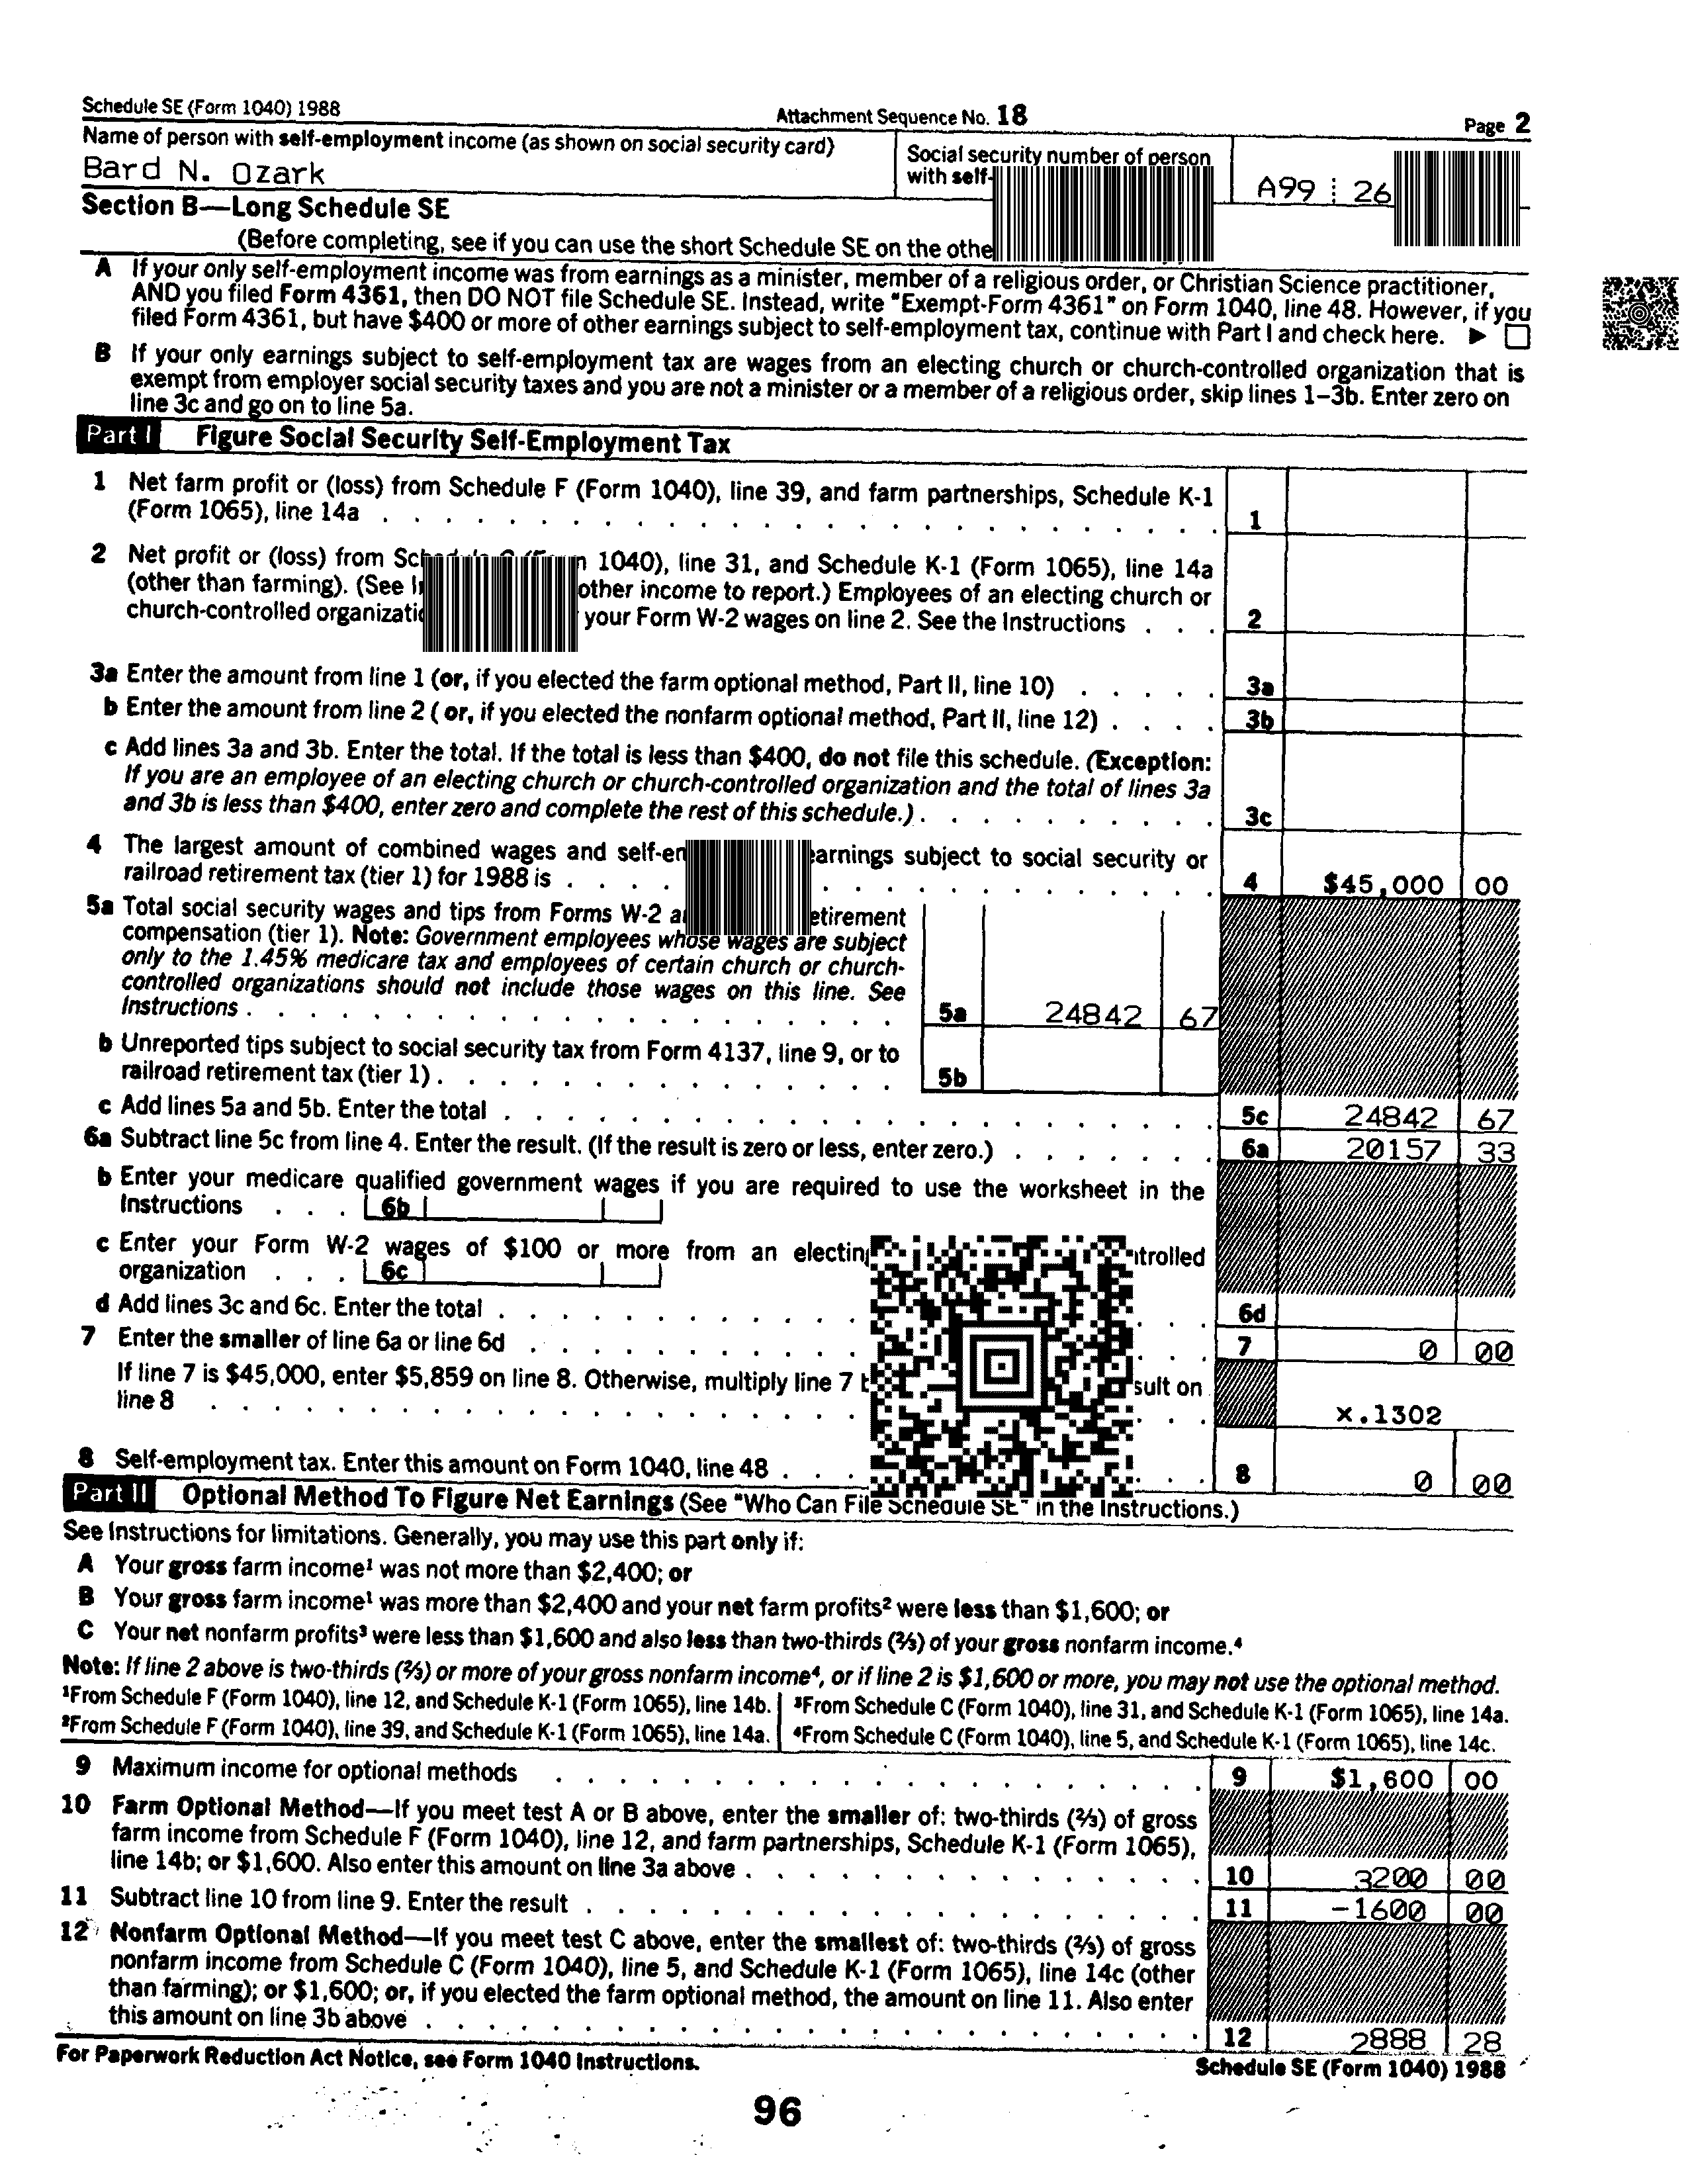 Schedule SE (Form 1040) 1988 Attachment Sequence No. 18 Page 2
Name of person with self-employment income (as shown on social security card)
Bard N. Ozark
Social security number of person
with self-
A99 26
Section B—Long Schedule SE
(Before completing, see if you can use the short Schedule SE on the
A If your only self-employment income was from earnings as a minister, member of a religious order, or Christian Science practitioner,
AND you filed Form 4361, then DO NOT file Schedule SE. Instead, write "Exempt-Form 4361" on Form 1040, line 48. However, if you
filed Form 4361, but have $400 or more of other earnings subject to self-employment tax, continue with Part I and check here. ▶ ☐
B If your only earnings subject to self-employment tax are wages from an electing church or church-controlled organization that is
exempt from employer social security taxes and you are not a minister or a member of a religious order, skip lines 1–3b. Enter zero on
line 3c and go on to line 5a.
Part I Figure Social Security Self-Employment Tax
1 Net farm profit or (loss) from Schedule F (Form 1040), line 39, and farm partnerships, Schedule K-1
(Form 1065), line 14a . . . 1
2 Net profit or (loss) from 1040), line 31, and Schedule K-1 (Form 1065), line 14a
(other than farming). (See other income to report.) Employees of an electing church or
church-controlled your Form W-2 wages on line 2. See the Instructions . . . 2
3a Enter the amount from line 1 (or, if you elected the farm optional method, Part II, line 10) . . . 3a
b Enter the amount from line 2 ( or, if you elected the nonfarm optional method, Part II, line 12) . . . 3b
c Add lines 3a and 3b. Enter the total. If the total is less than $400, do not file this schedule. (Exception:
If you are an employee of an electing church or church-controlled organization and the total of lines 3a
and 3b is less than $400, enter zero and complete the rest of this schedule.) . . . 3c
4 The largest amount of combined wages and earnings subject to social security or
railroad retirement tax (tier 1) for 1988 is . . . 4 $45,000 00
5a Total social security wages and tips from Forms W-2
compensation (tier 1). Note: Government employees whose wages are subject
only to the 1.45% medicare tax and employees of certain church or church-
controlled organizations should not include those wages on this line. See
Instructions . . . 5a 24842 67
b Unreported tips subject to social security tax from Form 4137, line 9, or to
railroad retirement tax (tier 1) . . . 5b
c Add lines 5a and 5b. Enter the total . . . 5c 24842 67
6a Subtract line 5c from line 4. Enter the result. (If the result is zero or less, enter zero.) . . . 6a 20157 33
b Enter your medicare qualified government wages if you are required to use the worksheet in the
Instructions . . . 6b
c Enter your Form W-2 wages of $100 or more from an
organization . . . 6c
d Add lines 3c and 6c. Enter the total . . . 6d
7 Enter the smaller of line 6a or line 6d . . . 7 0 00
If line 7 is $45,000, enter $5,859 on line 8. Otherwise, multiply line 7 on
line 8 . . . x.1302
8 Self-employment tax. Enter this amount on Form 1040, line 48 . . . 8 0 00
Part II Optional Method To Figure Net Earnings (See "Who Can File Schedule SE" in the Instructions.)
See Instructions for limitations. Generally, you may use this part only if:
A Your gross farm income¹ was not more than $2,400; or
B Your gross farm income¹ was more than $2,400 and your net farm profits² were less than $1,600; or
C Your net nonfarm profits³ were less than $1,600 and also less than two-thirds (⅔) of your gross nonfarm income.⁴
Note: If line 2 above is two-thirds (⅔) or more of your gross nonfarm income⁴, or if line 2 is $1,600 or more, you may not use the optional method.
¹From Schedule F (Form 1040), line 12, and Schedule K-1 (Form 1065), line 14b. ³From Schedule C (Form 1040), line 31, and Schedule K-1 (Form 1065), line 14a.
²From Schedule F (Form 1040), line 39, and Schedule K-1 (Form 1065), line 14a. ⁴From Schedule C (Form 1040), line 5, and Schedule K-1 (Form 1065), line 14c.
9 Maximum income for optional methods . . . 9 $1,600 00
10 Farm Optional Method—If you meet test A or B above, enter the smaller of: two-thirds (⅔) of gross
farm income from Schedule F (Form 1040), line 12, and farm partnerships, Schedule K-1 (Form 1065),
line 14b; or $1,600. Also enter this amount on line 3a above . . . 10 3200 00
11 Subtract line 10 from line 9. Enter the result . . . 11 -1600 00
12 Nonfarm Optional Method—If you meet test C above, enter the smallest of: two-thirds (⅔) of gross
nonfarm income from Schedule C (Form 1040), line 5, and Schedule K-1 (Form 1065), line 14c (other
than farming); or $1,600; or, if you elected the farm optional method, the amount on line 11. Also enter
this amount on line 3b above . . . 12 2888 28
For Paperwork Reduction Act Notice, see Form 1040 Instructions. Schedule SE (Form 1040) 1988
96